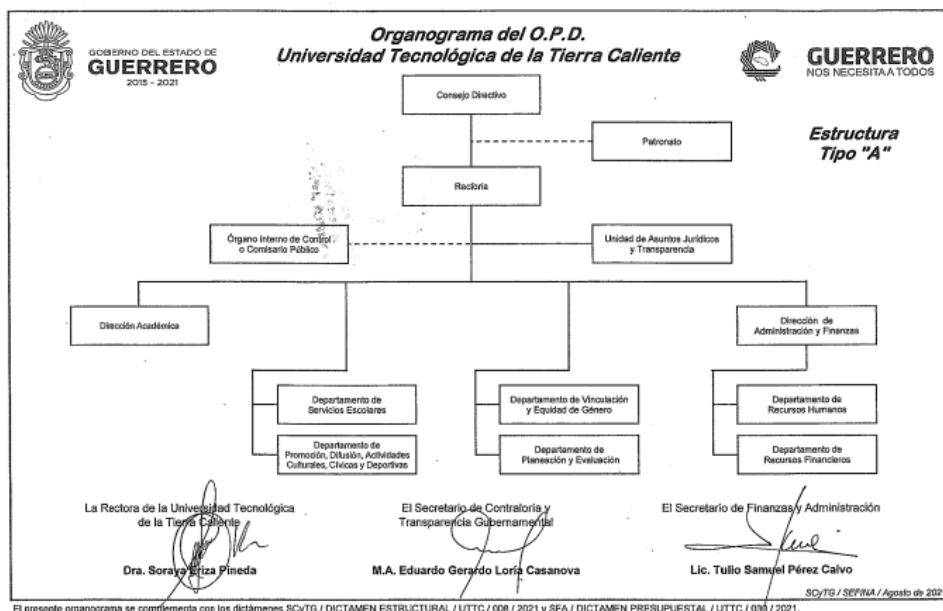 Organograma del O.P.D.
Universidad Tecnológica de la Tierra Caliente
GOBIERNO DEL ESTADO DE
GUERRERO
2015 - 2021
GUERRERO
NOS NECESITA A TODOS
Estructura
Tipo "A"
Consejo Directivo
Patronato
Rectoría
Órgano Interno de Control
o Comisario Público
Unidad de Asuntos Jurídicos
y Transparencia
Dirección Académica
Dirección de
Administración y Finanzas
Departamento de
Servicios Escolares
Departamento de Vinculación
y Equidad de Género
Departamento de
Recursos Humanos
Departamento de
Promoción, Difusión, Actividades
Culturales, Cívicas y Deportivas
Departamento de
Planeación y Evaluación
Departamento de
Recursos Financieros
La Rectora de la Universidad Tecnológica
de la Tierra Caliente
Dra. Soraya Eriza Pineda
El Secretario de Contraloría y
Transparencia Gubernamental
M.A. Eduardo Gerardo Loria Casanova
El Secretario de Finanzas y Administración
Lic. Tulio Samuel Pérez Calvo
SCyTG / SEFINA / Agosto de 202
El presente organograma se complementa con los dictámenes SCyTG / DICTAMEN ESTRUCTURAL / UTTC / 008 / 2021 y SFA / DICTAMEN PRESUPUESTAL / UTTC / 030 / 2021.